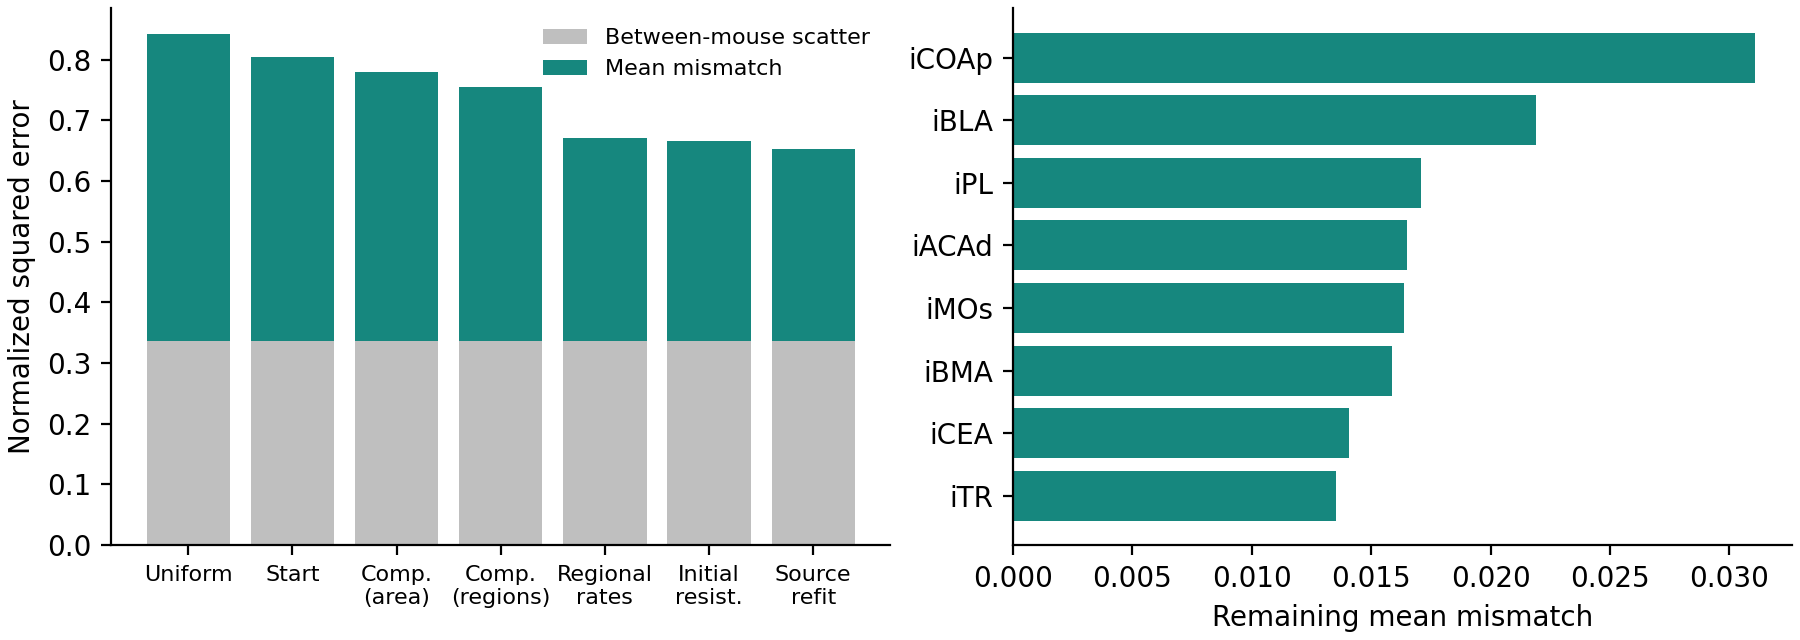 Normalized squared error
0.8
0.7
0.6
0.5
0.4
0.3
0.2
0.1
0.0
Between-mouse scatter
Mean mismatch
Uniform
Start
Comp.
(area)
Comp.
(regions)
Regional
rates
Initial
resist.
Source
refit
iCOAp
iBLA
iPL
iACAd
iMOs
iBMA
iCEA
iTR
0.000 0.005 0.010 0.015 0.020 0.025 0.030
Remaining mean mismatch